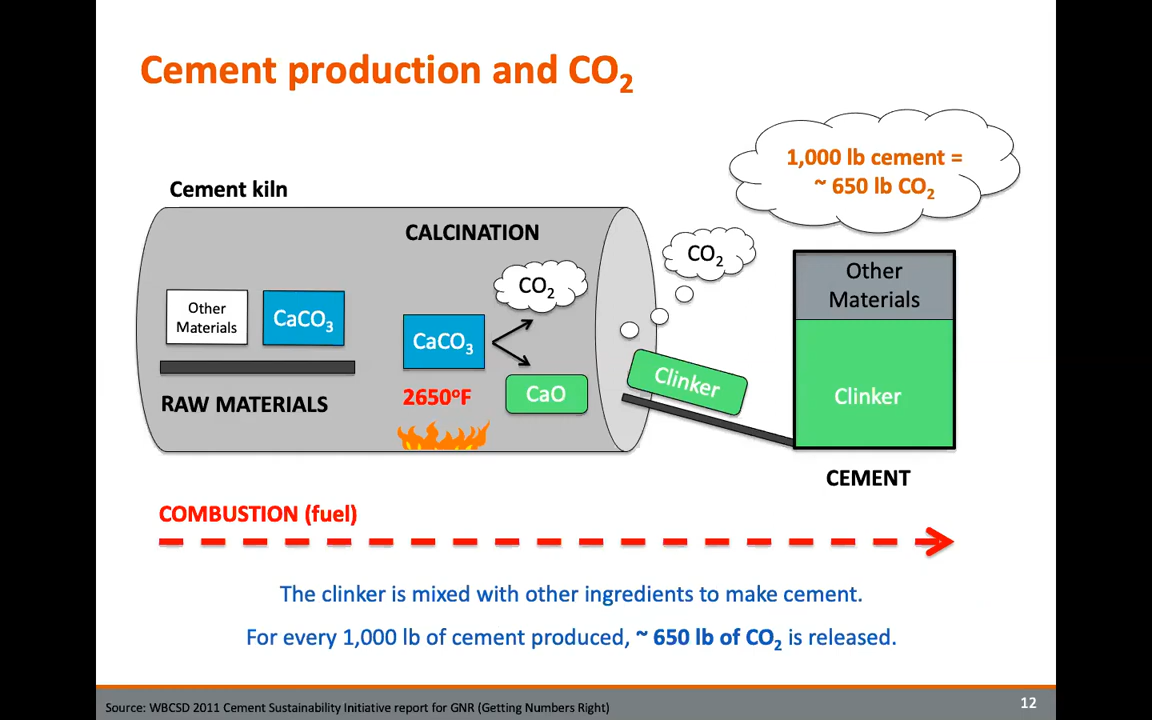 Cement production and CO₂
1,000 lb cement =
~ 650 lb CO₂
Cement kiln
CALCINATION
CO₂
CO₂
Other
Materials
Other
Materials
CaCO₃
CaCO₃
Clinker
2650ºF
CaO
Clinker
RAW MATERIALS
CEMENT
COMBUSTION (fuel)
The clinker is mixed with other ingredients to make cement.
For every 1,000 lb of cement produced, ~ 650 lb of CO₂ is released.
Source: WBCSD 2011 Cement Sustainability Initiative report for GNR (Getting Numbers Right)
12